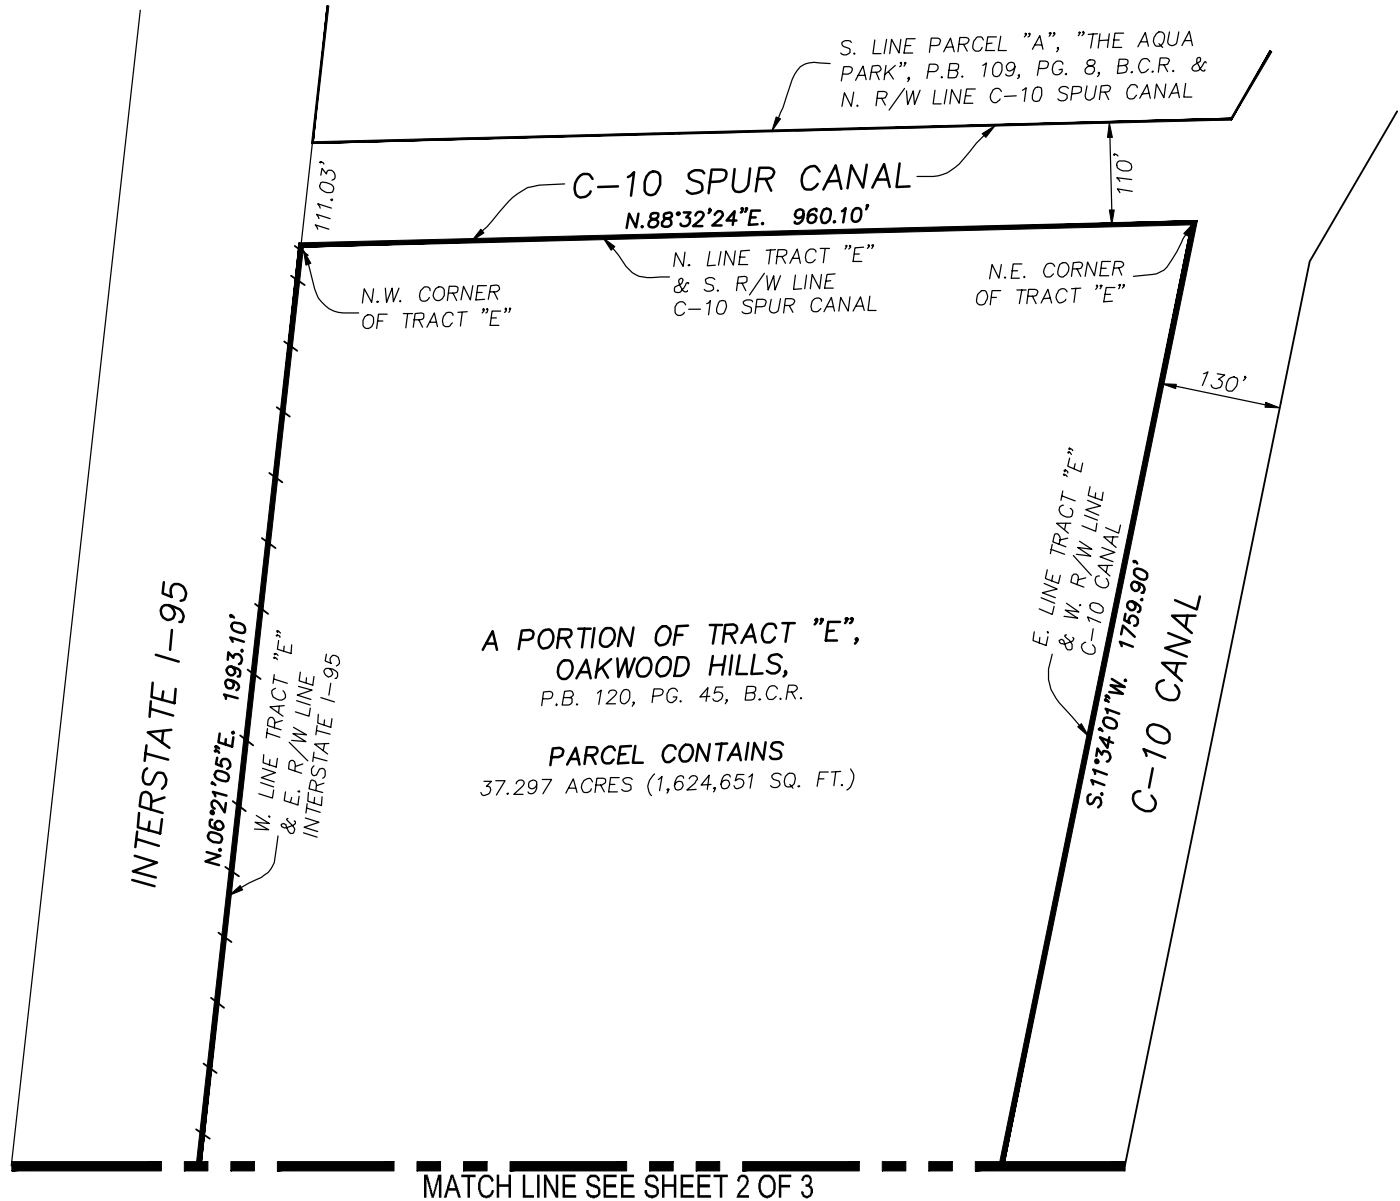 S. LINE PARCEL "A", "THE AQUA
PARK", P.B. 109, PG. 8, B.C.R. &
N. R/W LINE C-10 SPUR CANAL
111.03'
C-10 SPUR CANAL
110'
N.88°32'24"E. 960.10'
N. LINE TRACT "E"
& S. R/W LINE
C-10 SPUR CANAL
N.E. CORNER
OF TRACT "E"
N.W. CORNER
OF TRACT "E"
130'
E. LINE TRACT "E"
& W. R/W LINE
C-10 CANAL
S.11°34'01"W. 1759.90'
C-10 CANAL
INTERSTATE I-95
N.06°21'05"E. 1993.10'
W. LINE TRACT "E"
& E. R/W LINE
INTERSTATE I-95
A PORTION OF TRACT "E",
OAKWOOD HILLS,
P.B. 120, PG. 45, B.C.R.
PARCEL CONTAINS
37.297 ACRES (1,624,651 SQ. FT.)
MATCH LINE SEE SHEET 2 OF 3